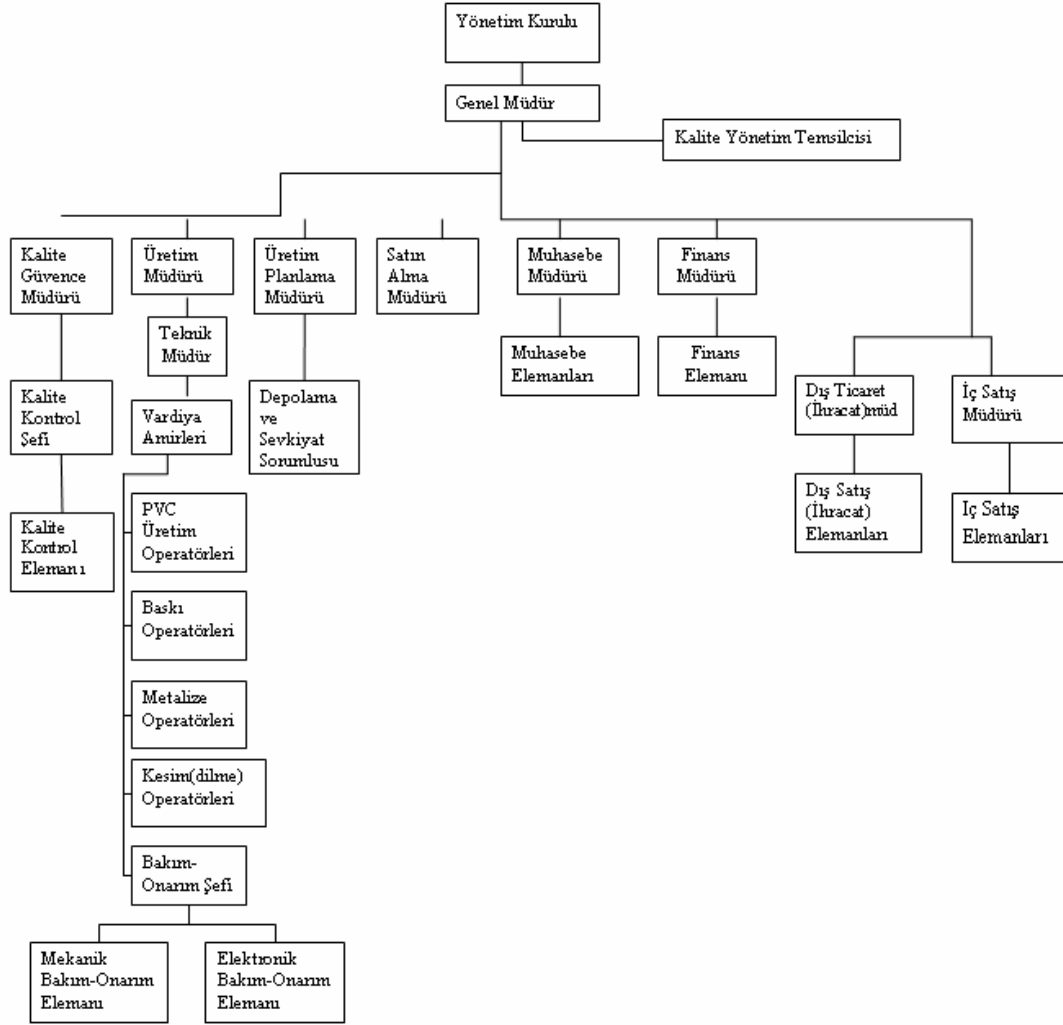 Yönetim Kurulu
Genel Müdür
Kalite Yönetim Temsilcisi
Kalite
Güvence
Müdürü
Üretim
Müdürü
Üretim
Planlama
Müdürü
Satın
Alma
Müdürü
Muhasebe
Müdürü
Finans
Müdürü
Teknik
Müdür
Muhasebe
Elemanları
Finans
Elemanı
Kalite
Kontrol
Şefi
Vardiya
Amirleri
Depolama
ve
Sevkiyat
Sorumlusu
Dış Ticaret
(İhracat)müd
İç Satış
Müdürü
Kalite
Kontrol
Elemanı
PVC
Üretim
Operatörleri
Dış Satış
(İhracat)
Elemanları
Iç Satış
Elemanları
Baskı
Operatörleri
Metalize
Operatörleri
Kesim(dilme)
Operatörleri
Bakım-
Onarım Şefi
Mekanik
Bakım-Onarım
Elemanı
Elektronik
Bakım-Onarım
Elemanı